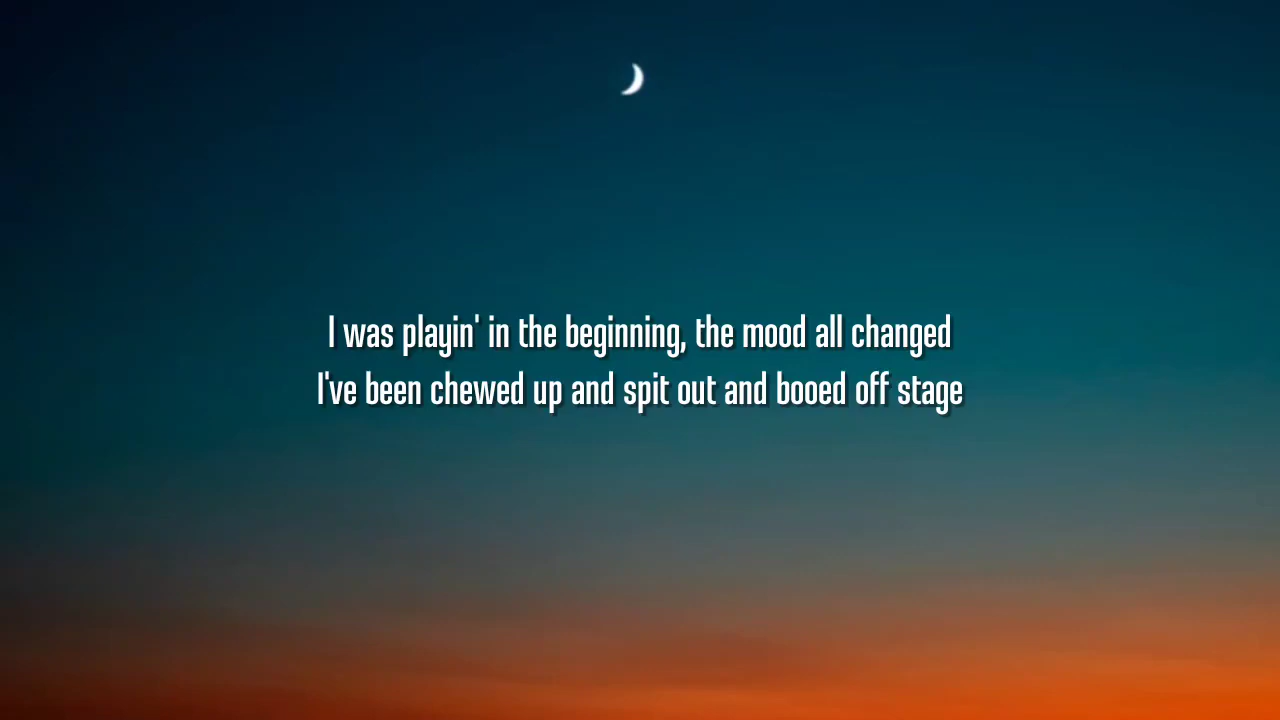 I was playin' in the beginning, the mood all changed
I've been chewed up and spit out and booed off stage